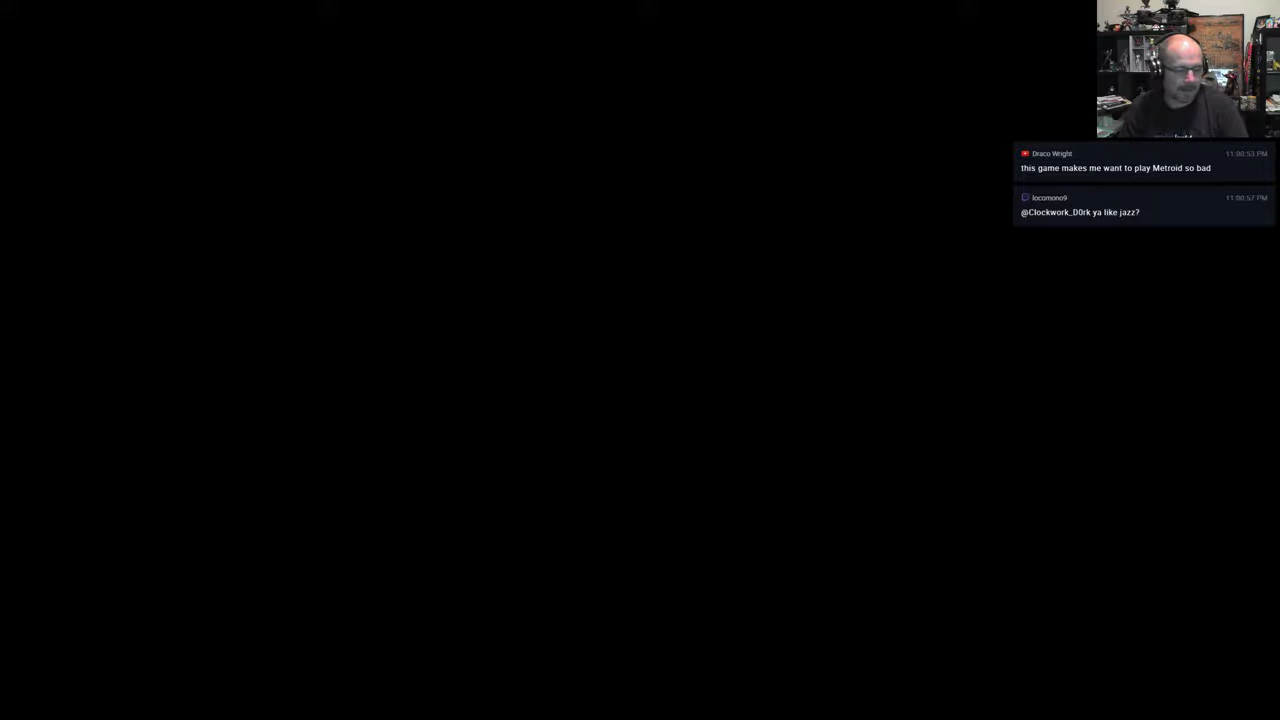 Draco Wright 11:00:53 PM
this game makes me want to play Metroid so bad
locomono9 11:00:57 PM
@Clockwork_D0rk ya like jazz?